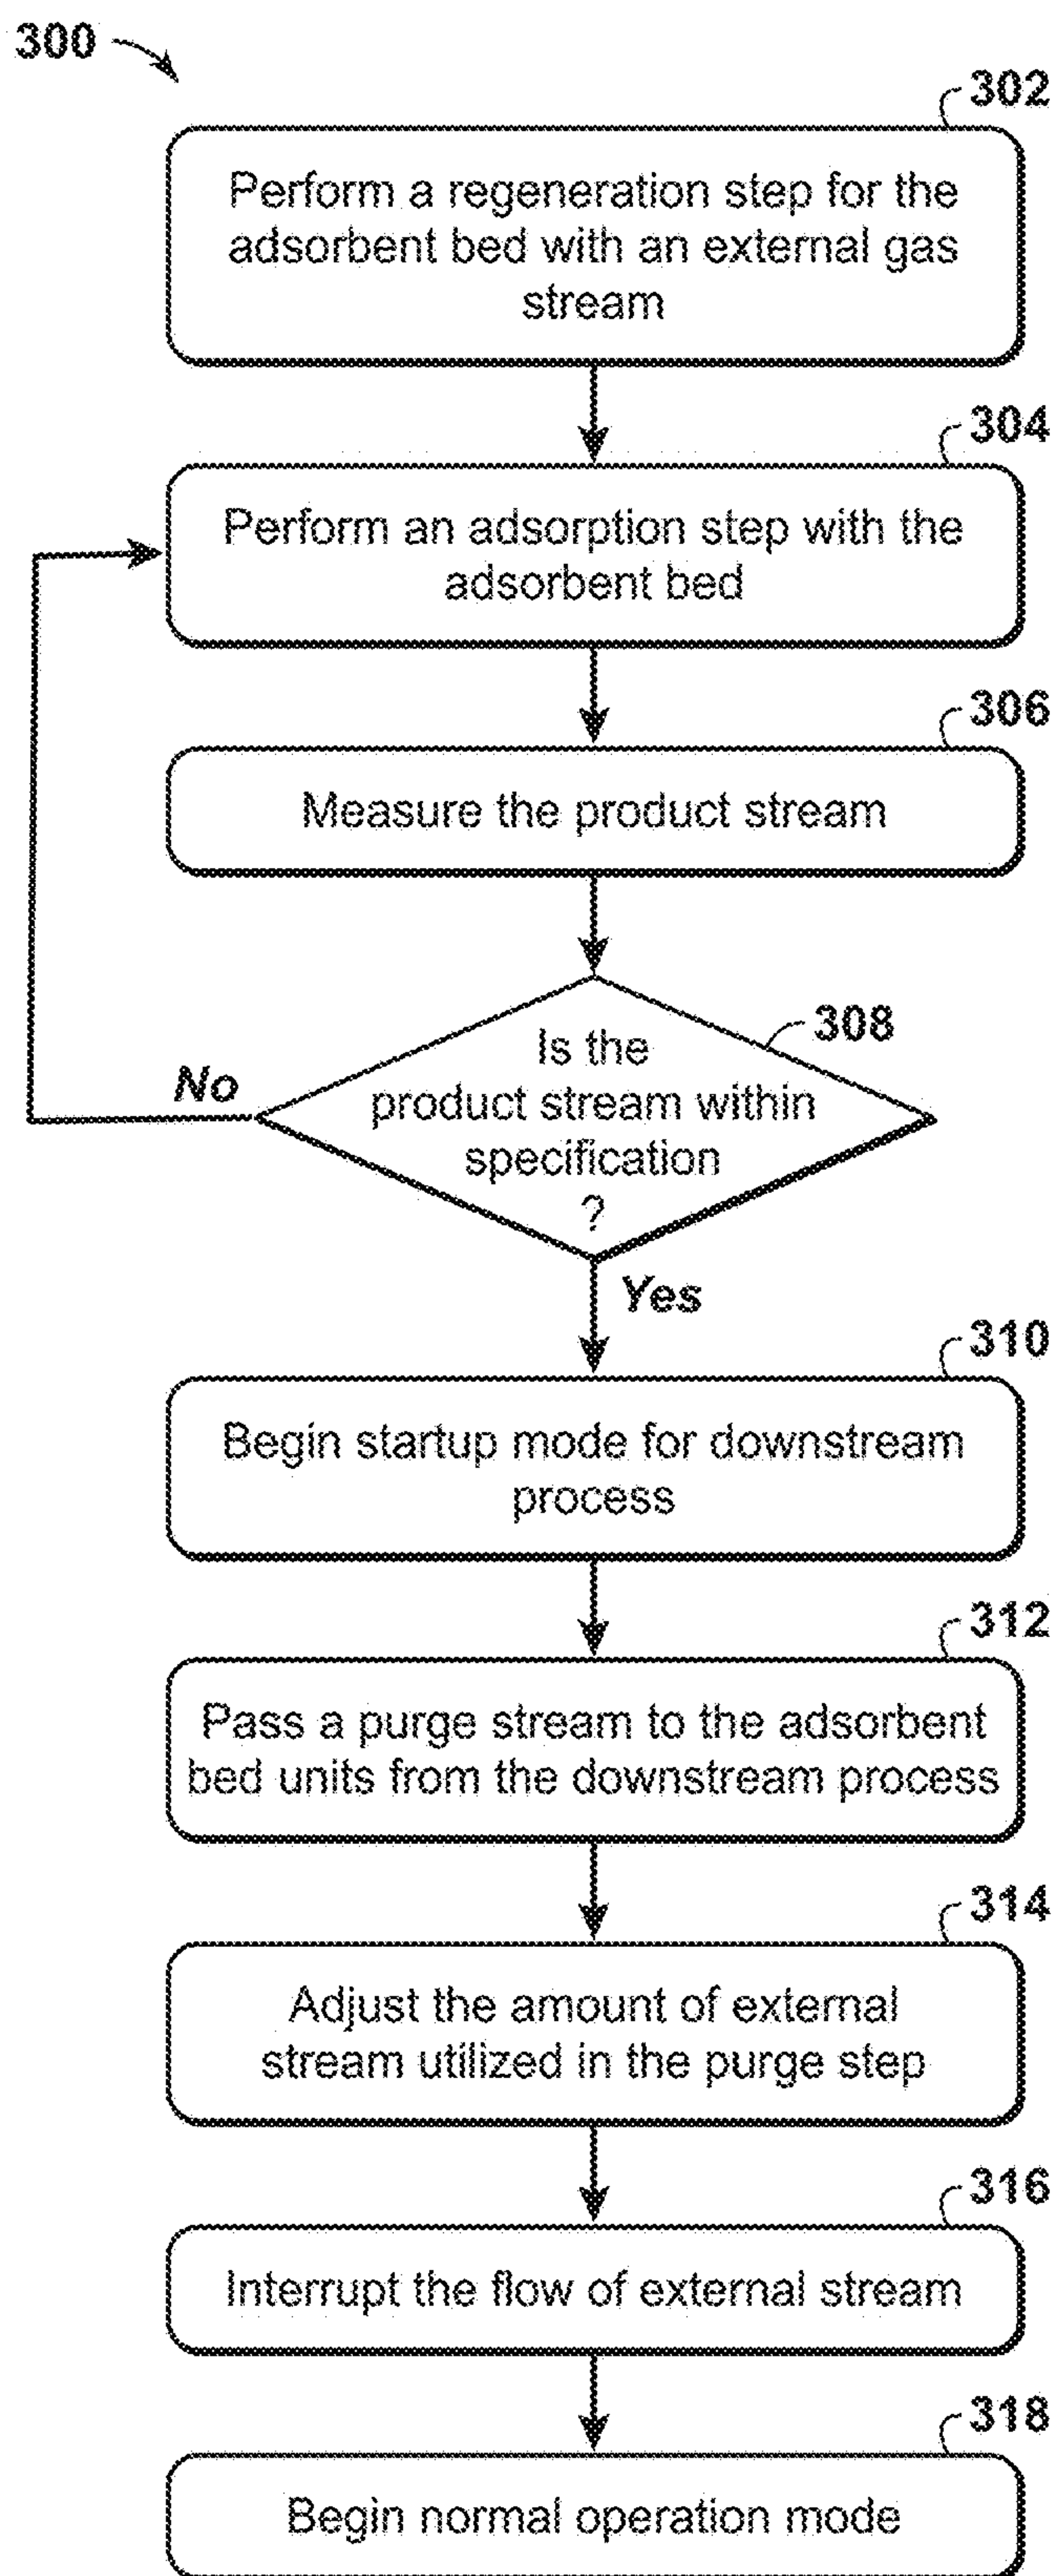 300
302
Perform a regeneration step for the
adsorbent bed with an external gas
stream
304
Perform an adsorption step with the
adsorbent bed
306
Measure the product stream
308
Is the
product stream within
specification
?
No
Yes
310
Begin startup mode for downstream
process
312
Pass a purge stream to the adsorbent
bed units from the downstream process
314
Adjust the amount of external
stream utilized in the purge step
316
Interrupt the flow of external stream
318
Begin normal operation mode